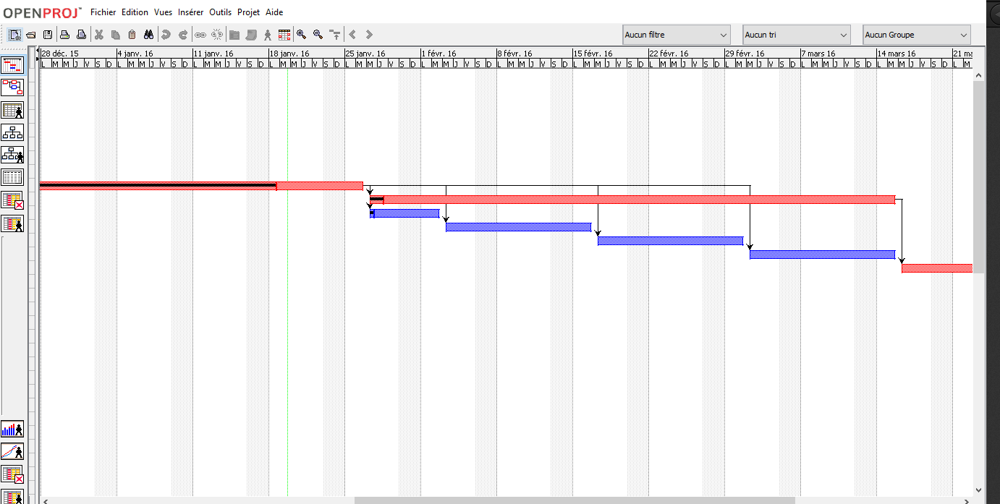 OPENPROJ™ Fichier Edition Vues Insérer Outils Projet Aide
Aucun filtre Aucun tri Aucun Groupe
28 déc. 15 4 janv. 16 11 janv. 16 18 janv. 16 25 janv. 16 1 févr. 16 8 févr. 16 15 févr. 16 22 févr. 16 29 févr. 16 7 mars 16 14 mars 16 21 ma
L M M J V S D L M M J V S D L M M J V S D L M M J V S D L M M J V S D L M M J V S D L M M J V S D L M M J V S D L M M J V S D L M M J V S D L M M J V S D L M M J V S D L M